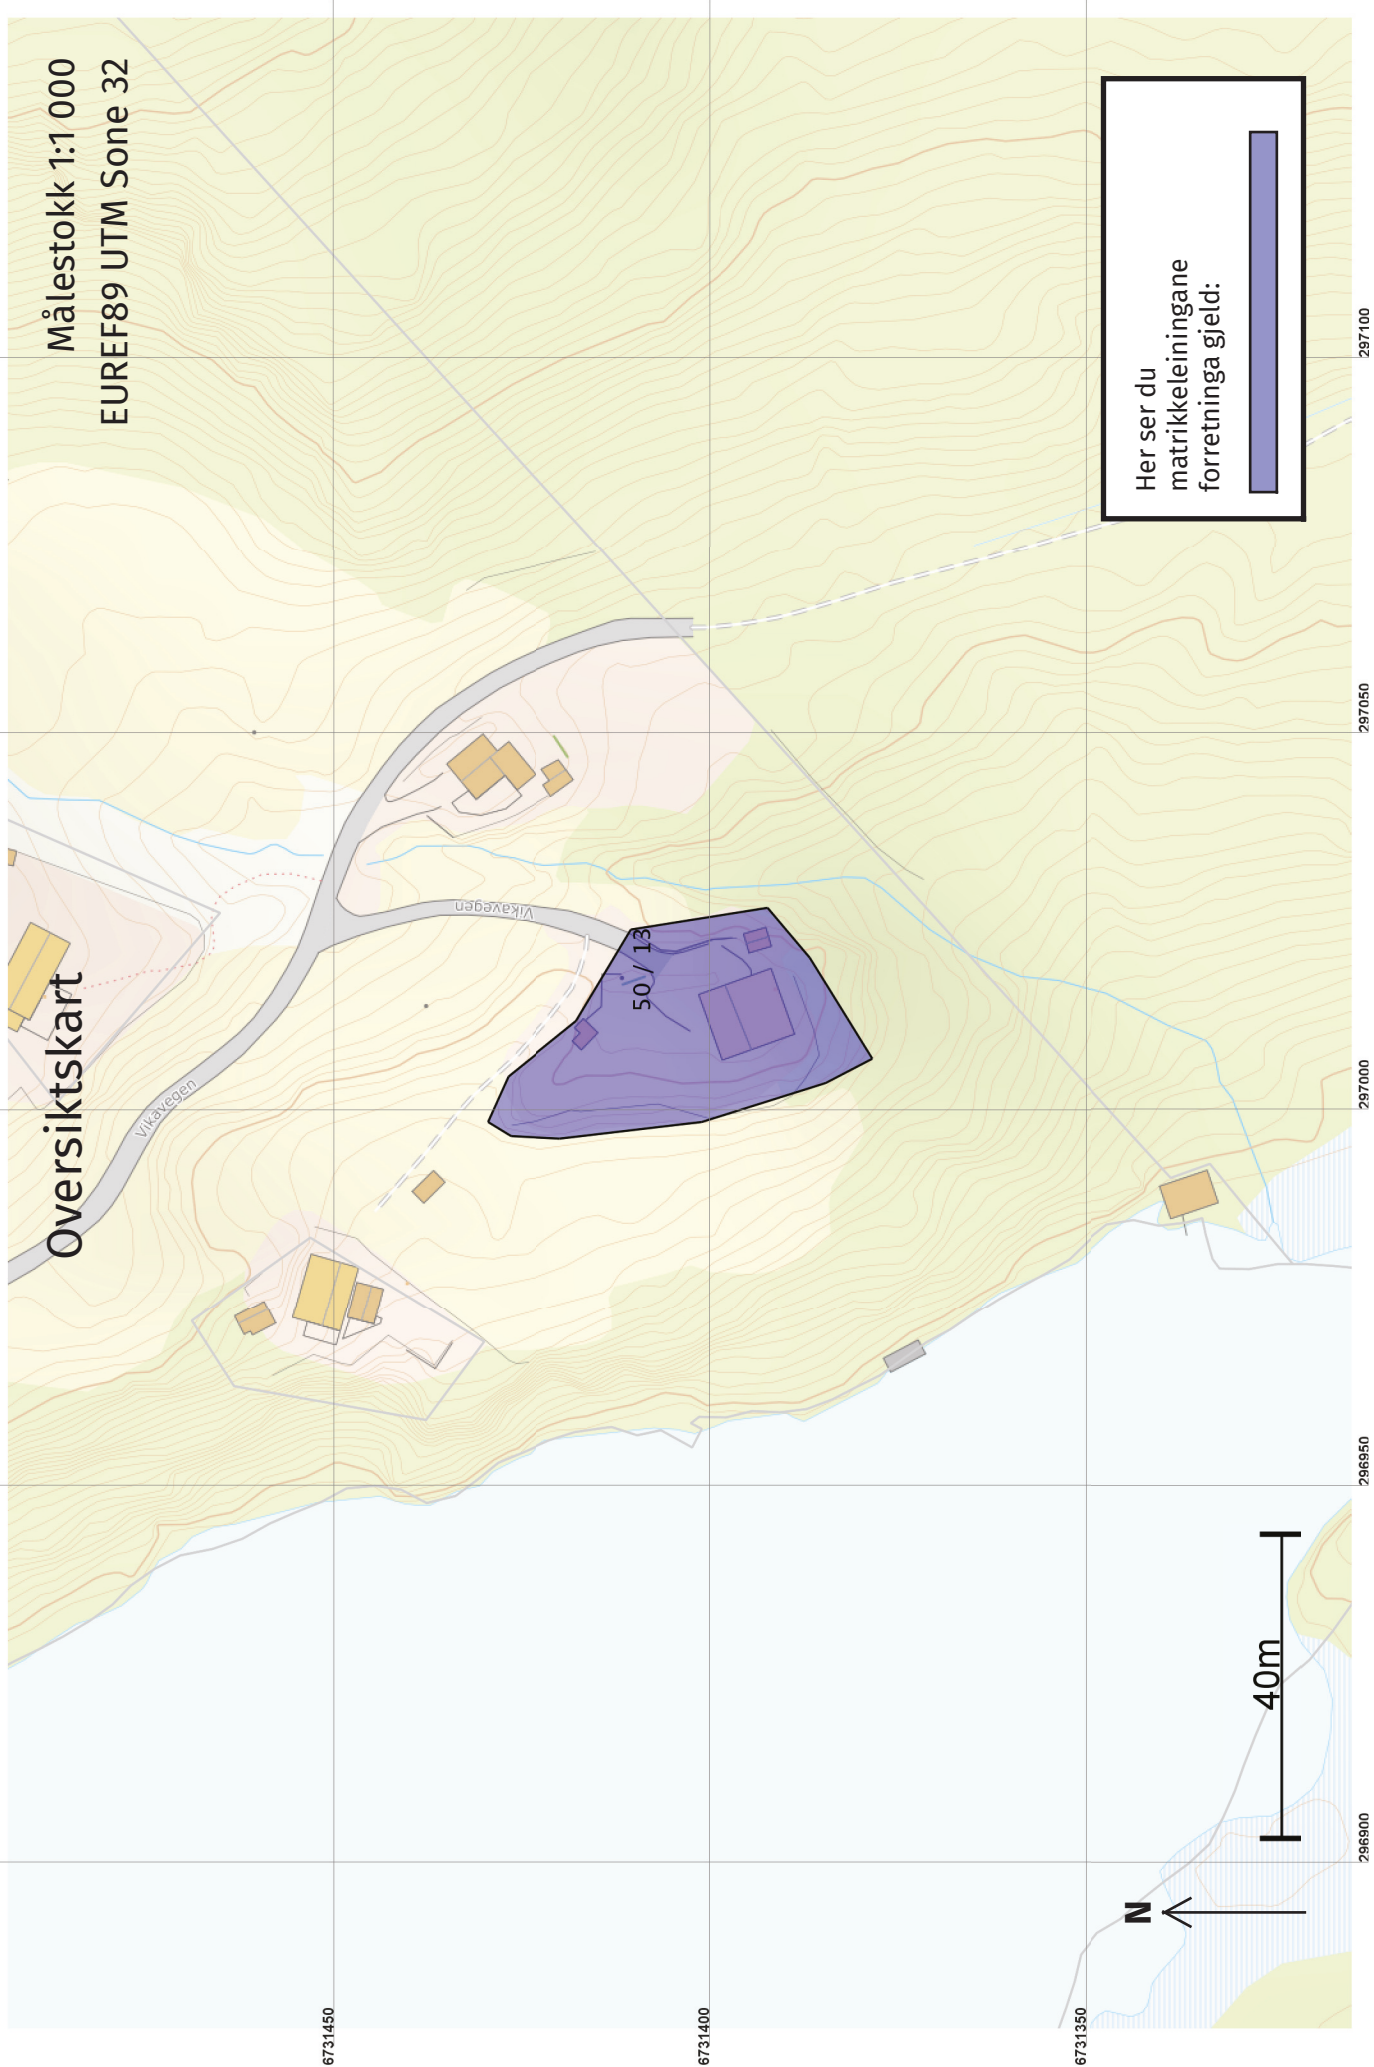 Oversiktskart
Målestokk 1:1 000
EUREF89 UTM Sone 32
Vikavegen
Vikavegen
50 / 13
Her ser du
matrikkeleiningane
forretninga gjeld:
N
40m
6731450
6731400
6731350
296900
296950
297000
297050
297100